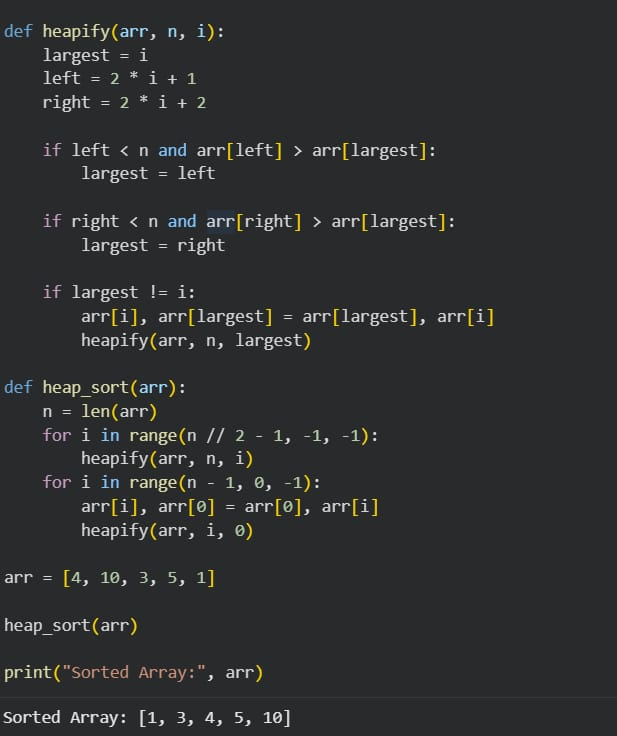 def heapify(arr, n, i):
    largest = i
    left = 2 * i + 1
    right = 2 * i + 2

    if left < n and arr[left] > arr[largest]:
        largest = left

    if right < n and arr[right] > arr[largest]:
        largest = right

    if largest != i:
        arr[i], arr[largest] = arr[largest], arr[i]
        heapify(arr, n, largest)

def heap_sort(arr):
    n = len(arr)
    for i in range(n // 2 - 1, -1, -1):
        heapify(arr, n, i)
    for i in range(n - 1, 0, -1):
        arr[i], arr[0] = arr[0], arr[i]
        heapify(arr, i, 0)

arr = [4, 10, 3, 5, 1]

heap_sort(arr)

print("Sorted Array:", arr)
Sorted Array: [1, 3, 4, 5, 10]